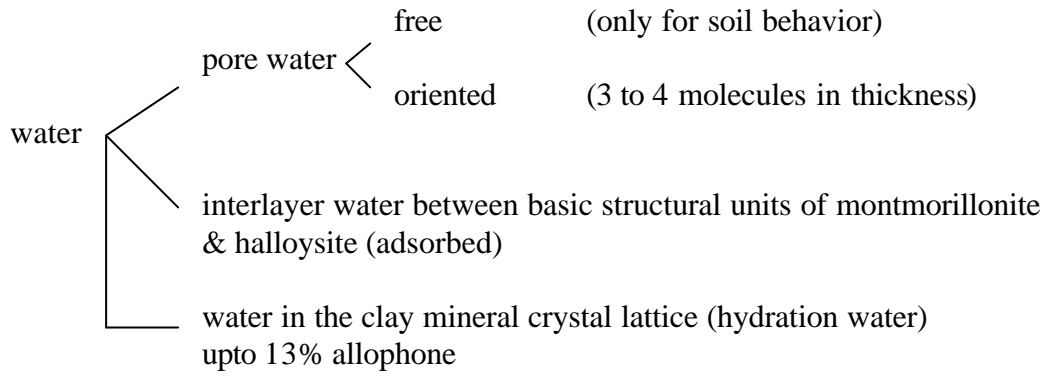 free (only for soil behavior)
pore water
oriented (3 to 4 molecules in thickness)
water
interlayer water between basic structural units of montmorillonite
& halloysite (adsorbed)
water in the clay mineral crystal lattice (hydration water)
upto 13% allophone